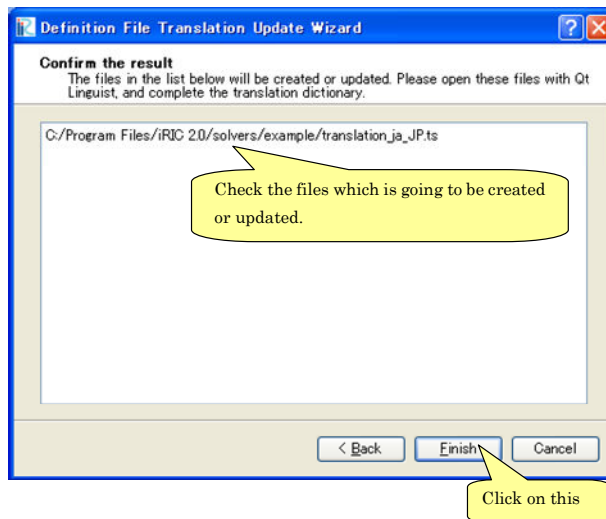 Definition File Translation Update Wizard
Confirm the result
The files in the list below will be created or updated. Please open these files with Qt
Linguist, and complete the translation dictionary.
C:/Program Files/iRIC 2.0/solvers/example/translation_ja_JP.ts
Check the files which is going to be created
or updated.
< Back Finish Cancel
Click on this